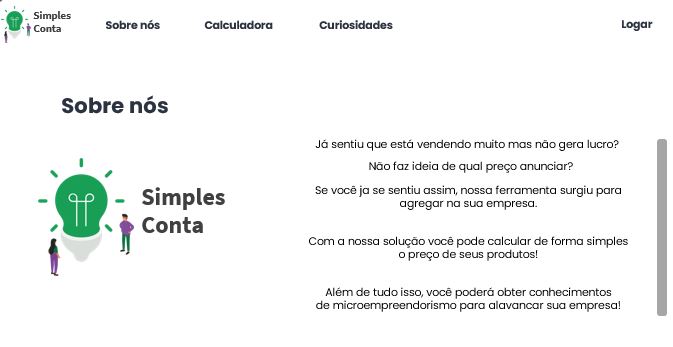 Simples
Conta
Sobre nós
Calculadora
Curiosidades
Logar
Sobre nós
Simples
Conta
Já sentiu que está vendendo muito mas não gera lucro?
Não faz ideia de qual preço anunciar?
Se você ja se sentiu assim, nossa ferramenta surgiu para
agregar na sua empresa.
Com a nossa solução você pode calcular de forma simples
o preço de seus produtos!
Além de tudo isso, você poderá obter conhecimentos
de microempreendorismo para alavancar sua empresa!